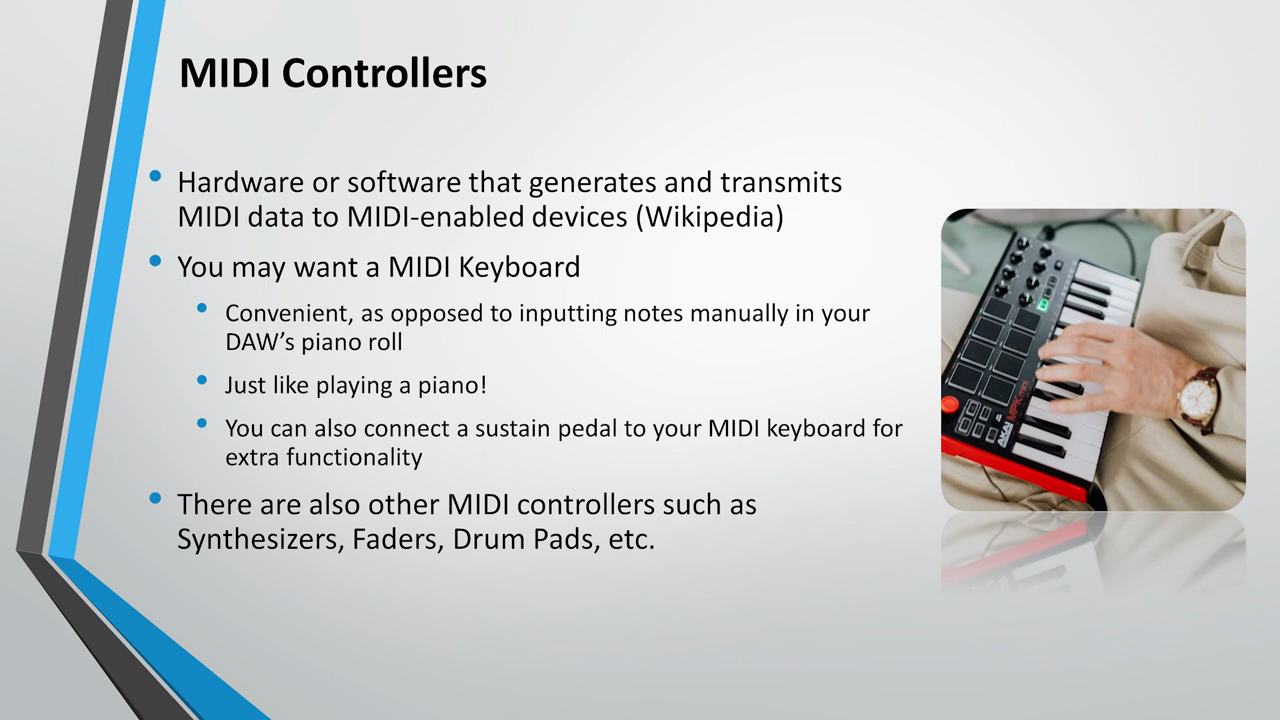 MIDI Controllers
• Hardware or software that generates and transmits
MIDI data to MIDI-enabled devices (Wikipedia)
• You may want a MIDI Keyboard
• Convenient, as opposed to inputting notes manually in your
DAW’s piano roll
• Just like playing a piano!
• You can also connect a sustain pedal to your MIDI keyboard for
extra functionality
• There are also other MIDI controllers such as
Synthesizers, Faders, Drum Pads, etc.
AKAI MPK mini